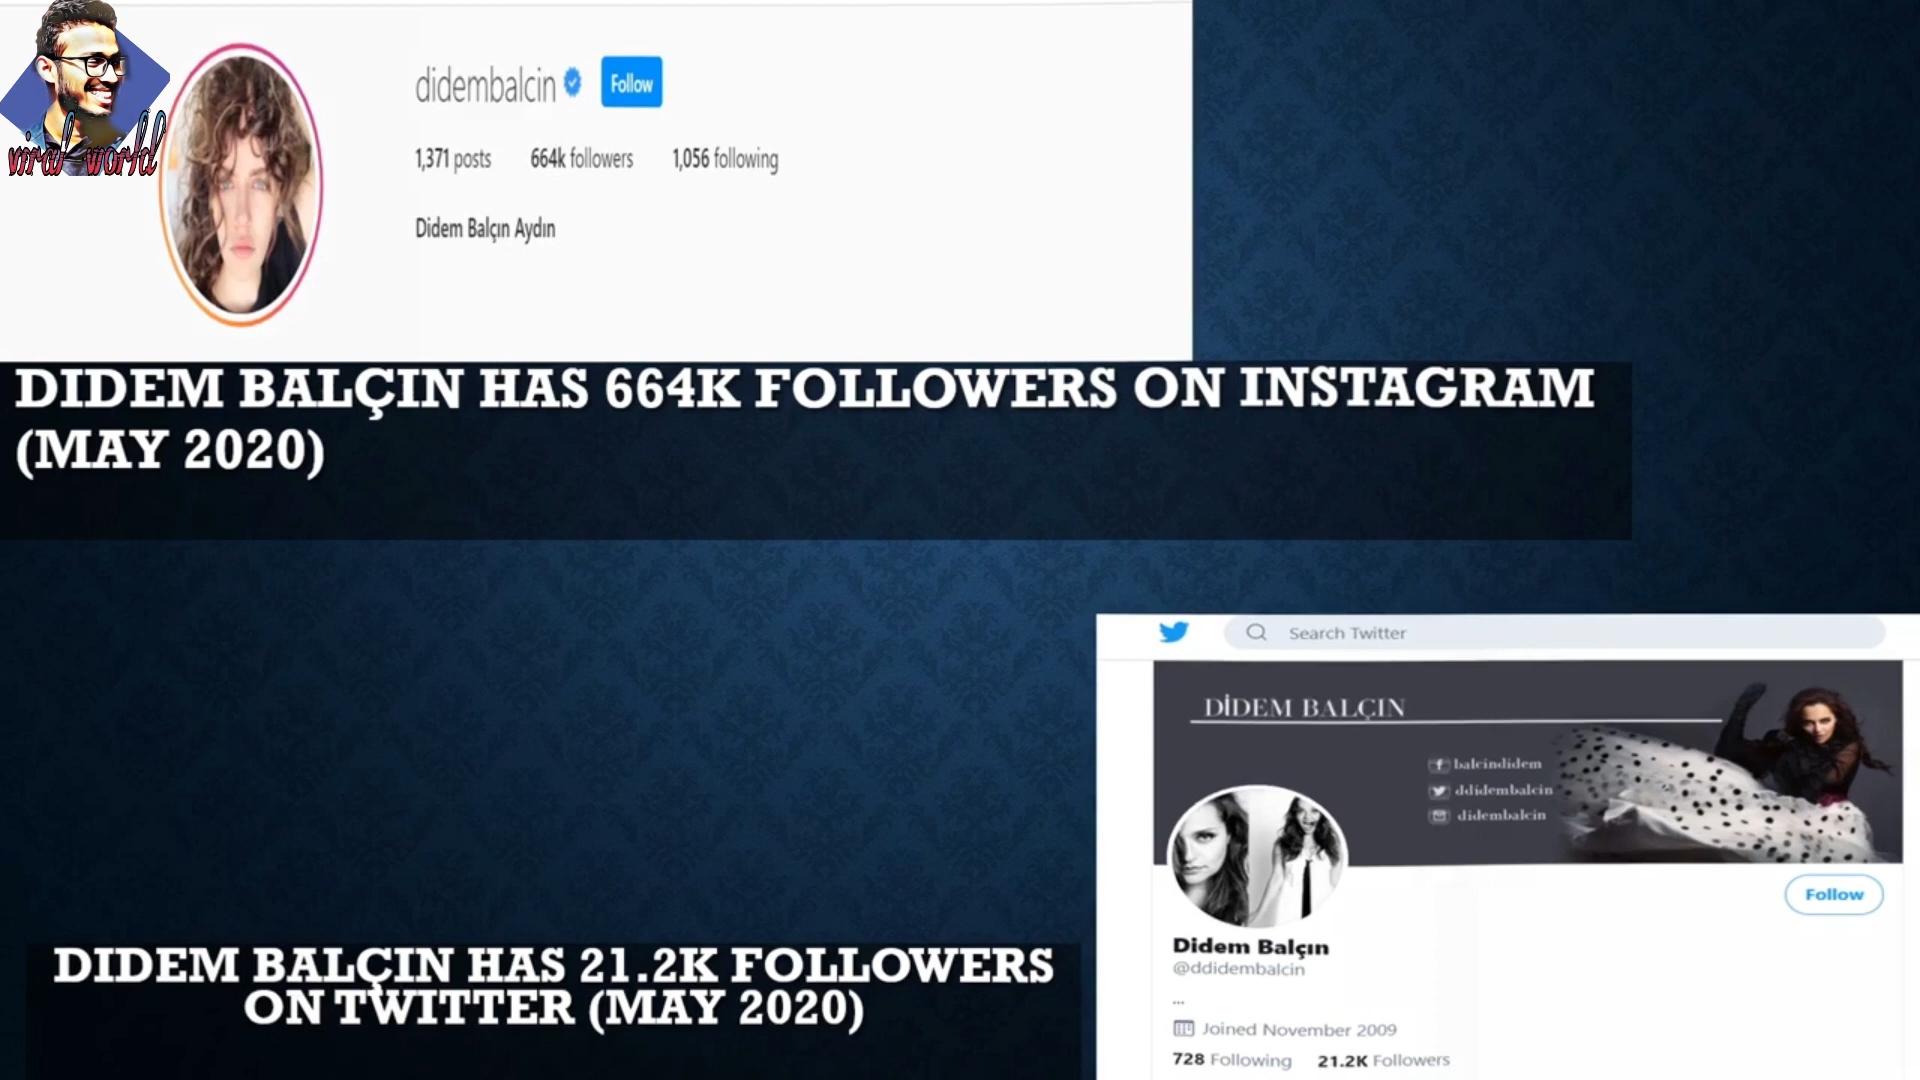 viral world
didembalcin
Follow
1,371 posts 664k followers 1,056 following
Didem Balçın Aydın
DIDEM BALÇIN HAS 664K FOLLOWERS ON INSTAGRAM
(MAY 2020)
Search Twitter
DİDEM BALÇIN
balcindidem
ddidembalcin
didembalcin
Follow
Didem Balçın
@ddidembalcin
...
Joined November 2009
728 Following 21.2K Followers
DIDEM BALÇIN HAS 21.2K FOLLOWERS
ON TWITTER (MAY 2020)